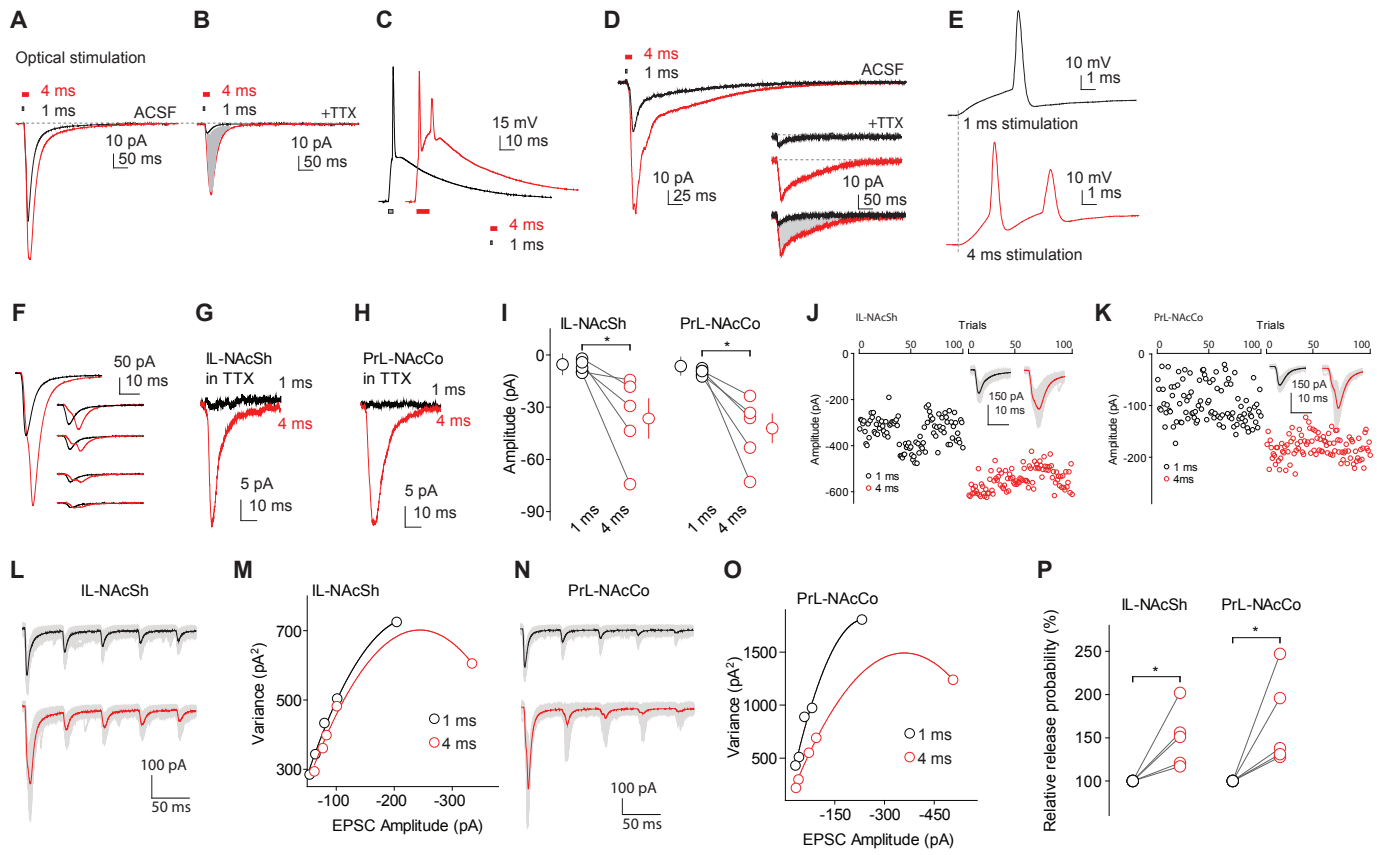 A
B
C
D
E
Optical stimulation
4 ms
1 ms
ACSF
10 pA
50 ms
4 ms
1 ms
+TTX
10 pA
50 ms
15 mV
10 ms
4 ms
1 ms
4 ms
1 ms
ACSF
+TTX
10 pA
25 ms
10 pA
50 ms
10 mV
1 ms
1 ms stimulation
10 mV
1 ms
4 ms stimulation
F
G
H
I
J
K
50 pA
10 ms
IL-NAcSh
in TTX
1 ms
4 ms
5 pA
10 ms
PrL-NAcCo
in TTX
1 ms
4 ms
5 pA
10 ms
IL-NAcSh
PrL-NAcCo
*
*
0
-30
-60
-90
Amplitude (pA)
1 ms
4 ms
1 ms
4 ms
IL-NAcSh
Trials
0
50
100
0
50
100
0
-200
-400
-600
Amplitude (pA)
150 pA
10 ms
1 ms
4 ms
PrL-NAcCo
Trials
0
50
100
0
50
100
0
-50
-100
-150
-200
Amplitude (pA)
150 pA
10 ms
1 ms
4ms
L
M
N
O
P
IL-NAcSh
100 pA
50 ms
IL-NAcSh
700
500
300
Variance (pA²)
1 ms
4 ms
-100
-200
-300
EPSC Amplitude (pA)
PrL-NAcCo
100 pA
50 ms
PrL-NAcCo
1500
1000
500
Variance (pA²)
1 ms
4 ms
-150
-300
-450
EPSC Amplitude (pA)
IL-NAcSh
PrL-NAcCo
*
*
250
200
150
100
Relative release probability (%)